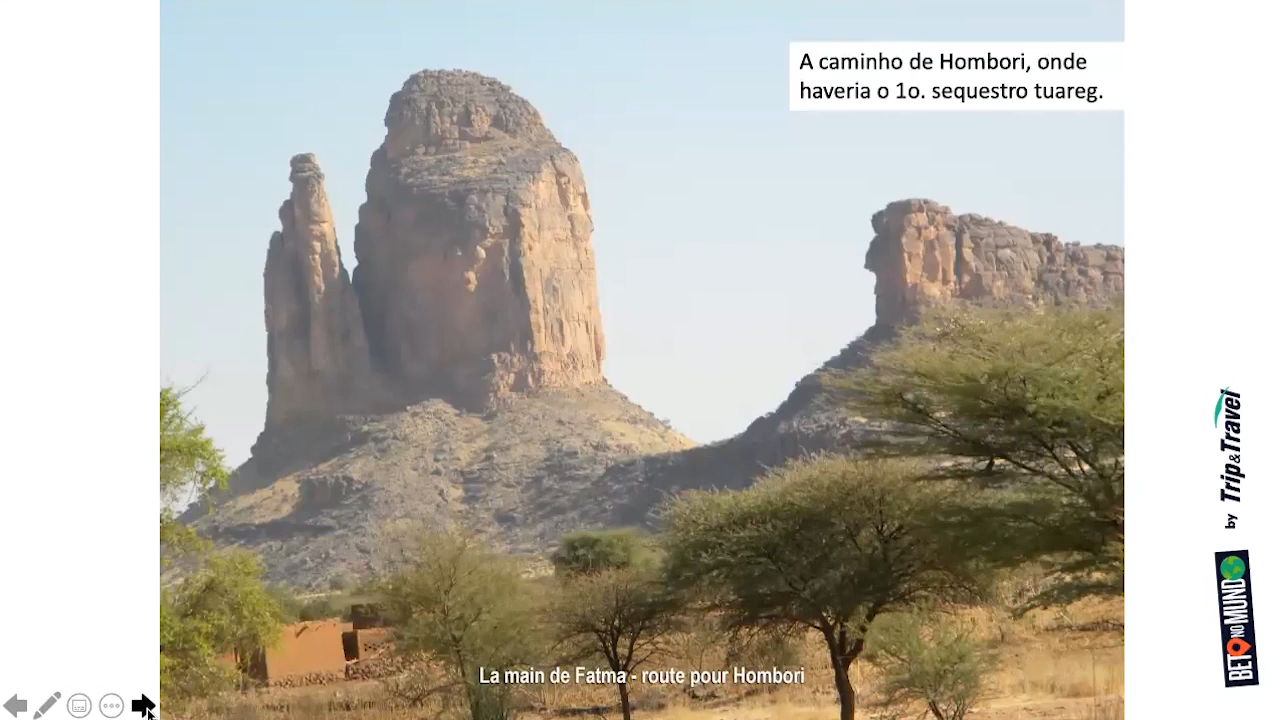 A caminho de Hombori, onde
haveria o 1o. sequestro tuareg.
La main de Fatma - route pour Hombori
by Trip&Travel
BETO NO MUNDO